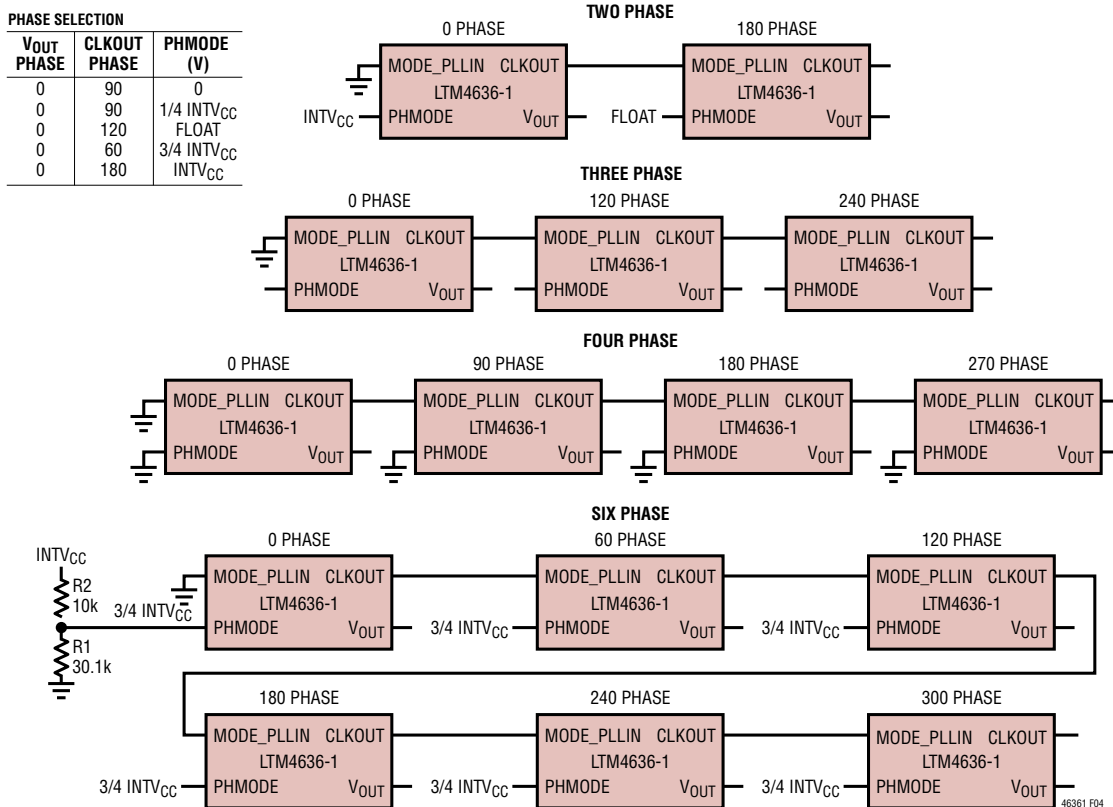 PHASE SELECTION
VOUT PHASE CLKOUT PHASE PHMODE (V)
0 90 0
0 90 1/4 INTVCC
0 120 FLOAT
0 60 3/4 INTVCC
0 180 INTVCC
TWO PHASE
0 PHASE 180 PHASE
MODE_PLLIN CLKOUT MODE_PLLIN CLKOUT
LTM4636-1 LTM4636-1
INTVCC PHMODE VOUT FLOAT PHMODE VOUT
THREE PHASE
0 PHASE 120 PHASE 240 PHASE
MODE_PLLIN CLKOUT MODE_PLLIN CLKOUT MODE_PLLIN CLKOUT
LTM4636-1 LTM4636-1 LTM4636-1
PHMODE VOUT PHMODE VOUT PHMODE VOUT
FOUR PHASE
0 PHASE 90 PHASE 180 PHASE 270 PHASE
MODE_PLLIN CLKOUT MODE_PLLIN CLKOUT MODE_PLLIN CLKOUT MODE_PLLIN CLKOUT
LTM4636-1 LTM4636-1 LTM4636-1 LTM4636-1
PHMODE VOUT PHMODE VOUT PHMODE VOUT PHMODE VOUT
SIX PHASE
0 PHASE 60 PHASE 120 PHASE
INTVCC
R2
10k
R1
30.1k
MODE_PLLIN CLKOUT MODE_PLLIN CLKOUT MODE_PLLIN CLKOUT
LTM4636-1 LTM4636-1 LTM4636-1
3/4 INTVCC PHMODE VOUT 3/4 INTVCC PHMODE VOUT 3/4 INTVCC PHMODE VOUT
180 PHASE 240 PHASE 300 PHASE
MODE_PLLIN CLKOUT MODE_PLLIN CLKOUT MODE_PLLIN CLKOUT
LTM4636-1 LTM4636-1 LTM4636-1
3/4 INTVCC PHMODE VOUT 3/4 INTVCC PHMODE VOUT 3/4 INTVCC PHMODE VOUT
46361 F04